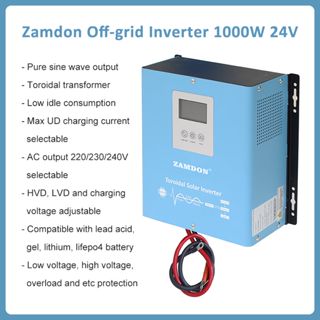 Zamdon Off-grid Inverter 1000W 24V
• Pure sine wave output
• Toroidal transformer
• Low idle consumption
• Max UD charging current
selectable
• AC output 220/230/240V
selectable
• HVD, LVD and charging
voltage adjustable
• Compatible with lead acid,
gel, lithium, lifepo4 battery
• Low voltage, high voltage,
overload and etc protection
ZAMDON
Toroidal Solar Inverter